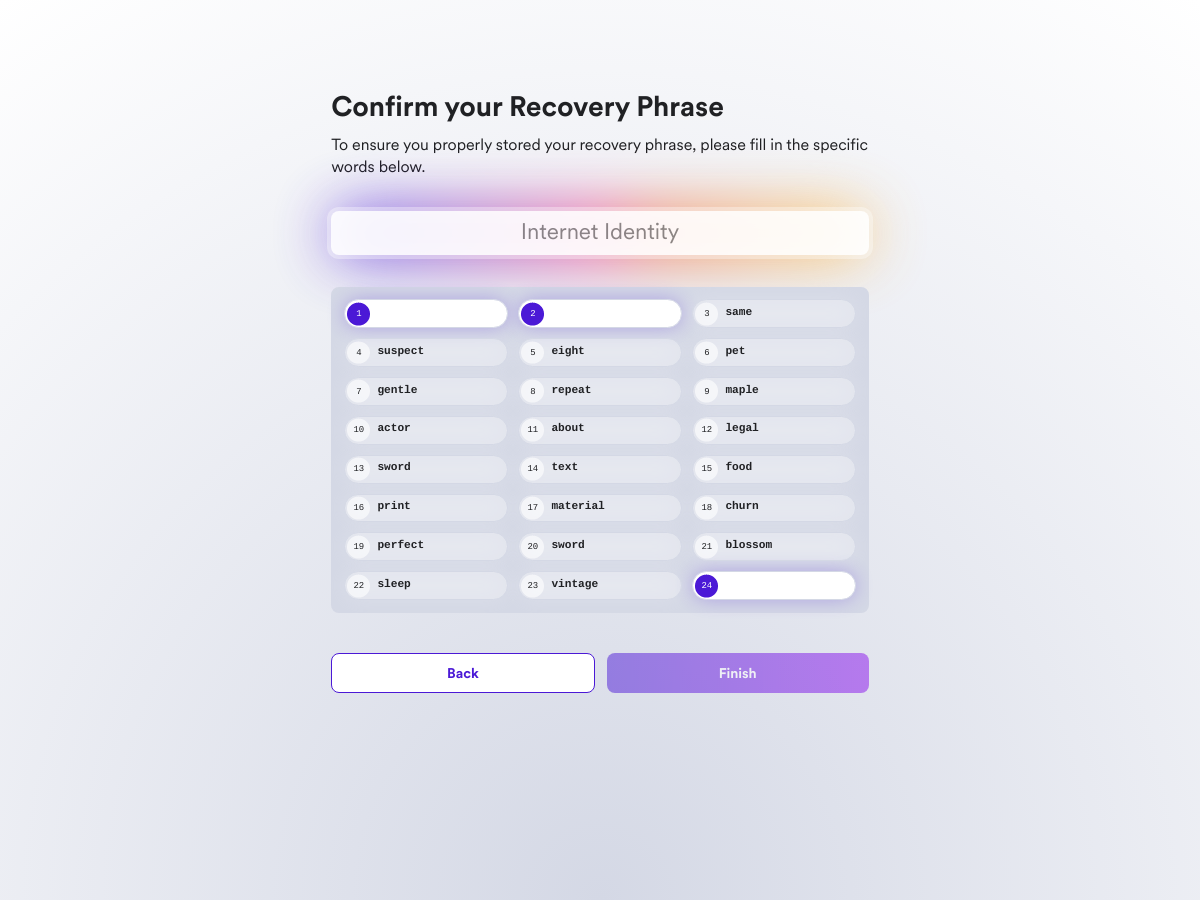 Confirm your Recovery Phrase
To ensure you properly stored your recovery phrase, please fill in the specific
words below.
Internet Identity
1 2 3 same
4 suspect 5 eight 6 pet
7 gentle 8 repeat 9 maple
10 actor 11 about 12 legal
13 sword 14 text 15 food
16 print 17 material 18 churn
19 perfect 20 sword 21 blossom
22 sleep 23 vintage 24
Back Finish